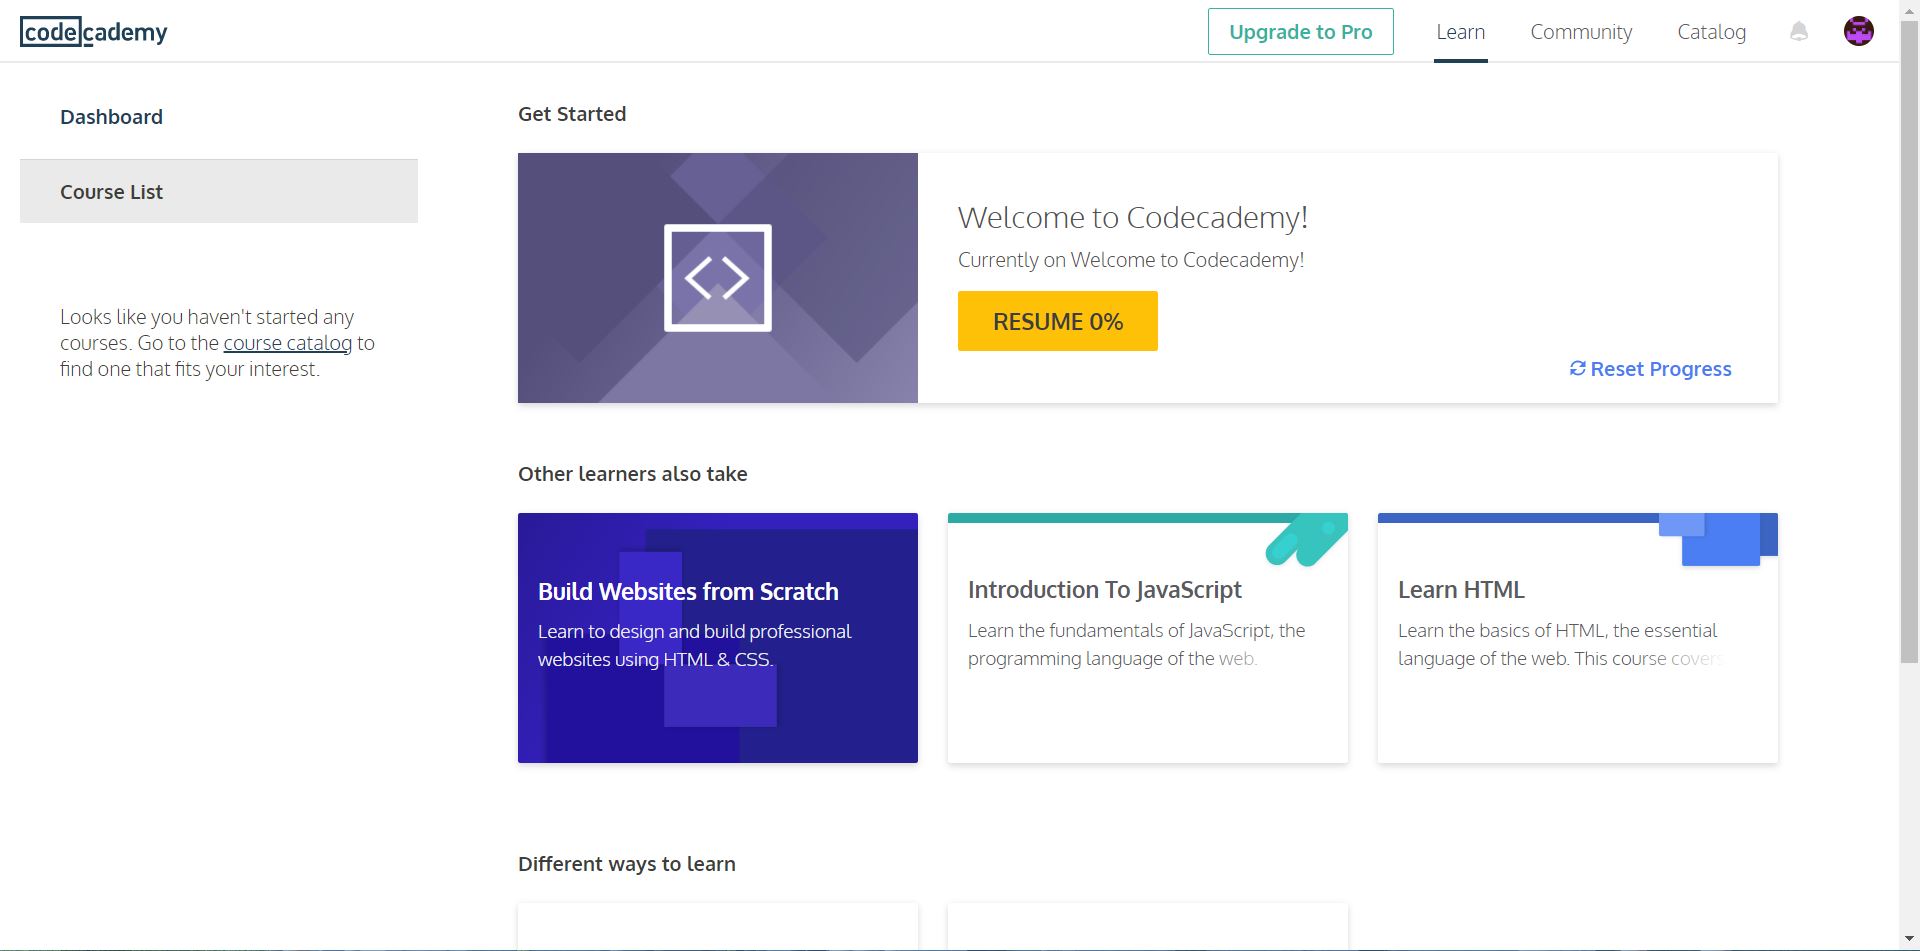 codecademy
Upgrade to Pro
Learn
Community
Catalog
Dashboard
Course List
Looks like you haven't started any
courses. Go to the course catalog to
find one that fits your interest.
Get Started
Welcome to Codecademy!
Currently on Welcome to Codecademy!
RESUME 0%
Reset Progress
Other learners also take
Build Websites from Scratch
Learn to design and build professional
websites using HTML & CSS.
Introduction To JavaScript
Learn the fundamentals of JavaScript, the
programming language of the web.
Learn HTML
Learn the basics of HTML, the essential
language of the web. This course covers
Different ways to learn